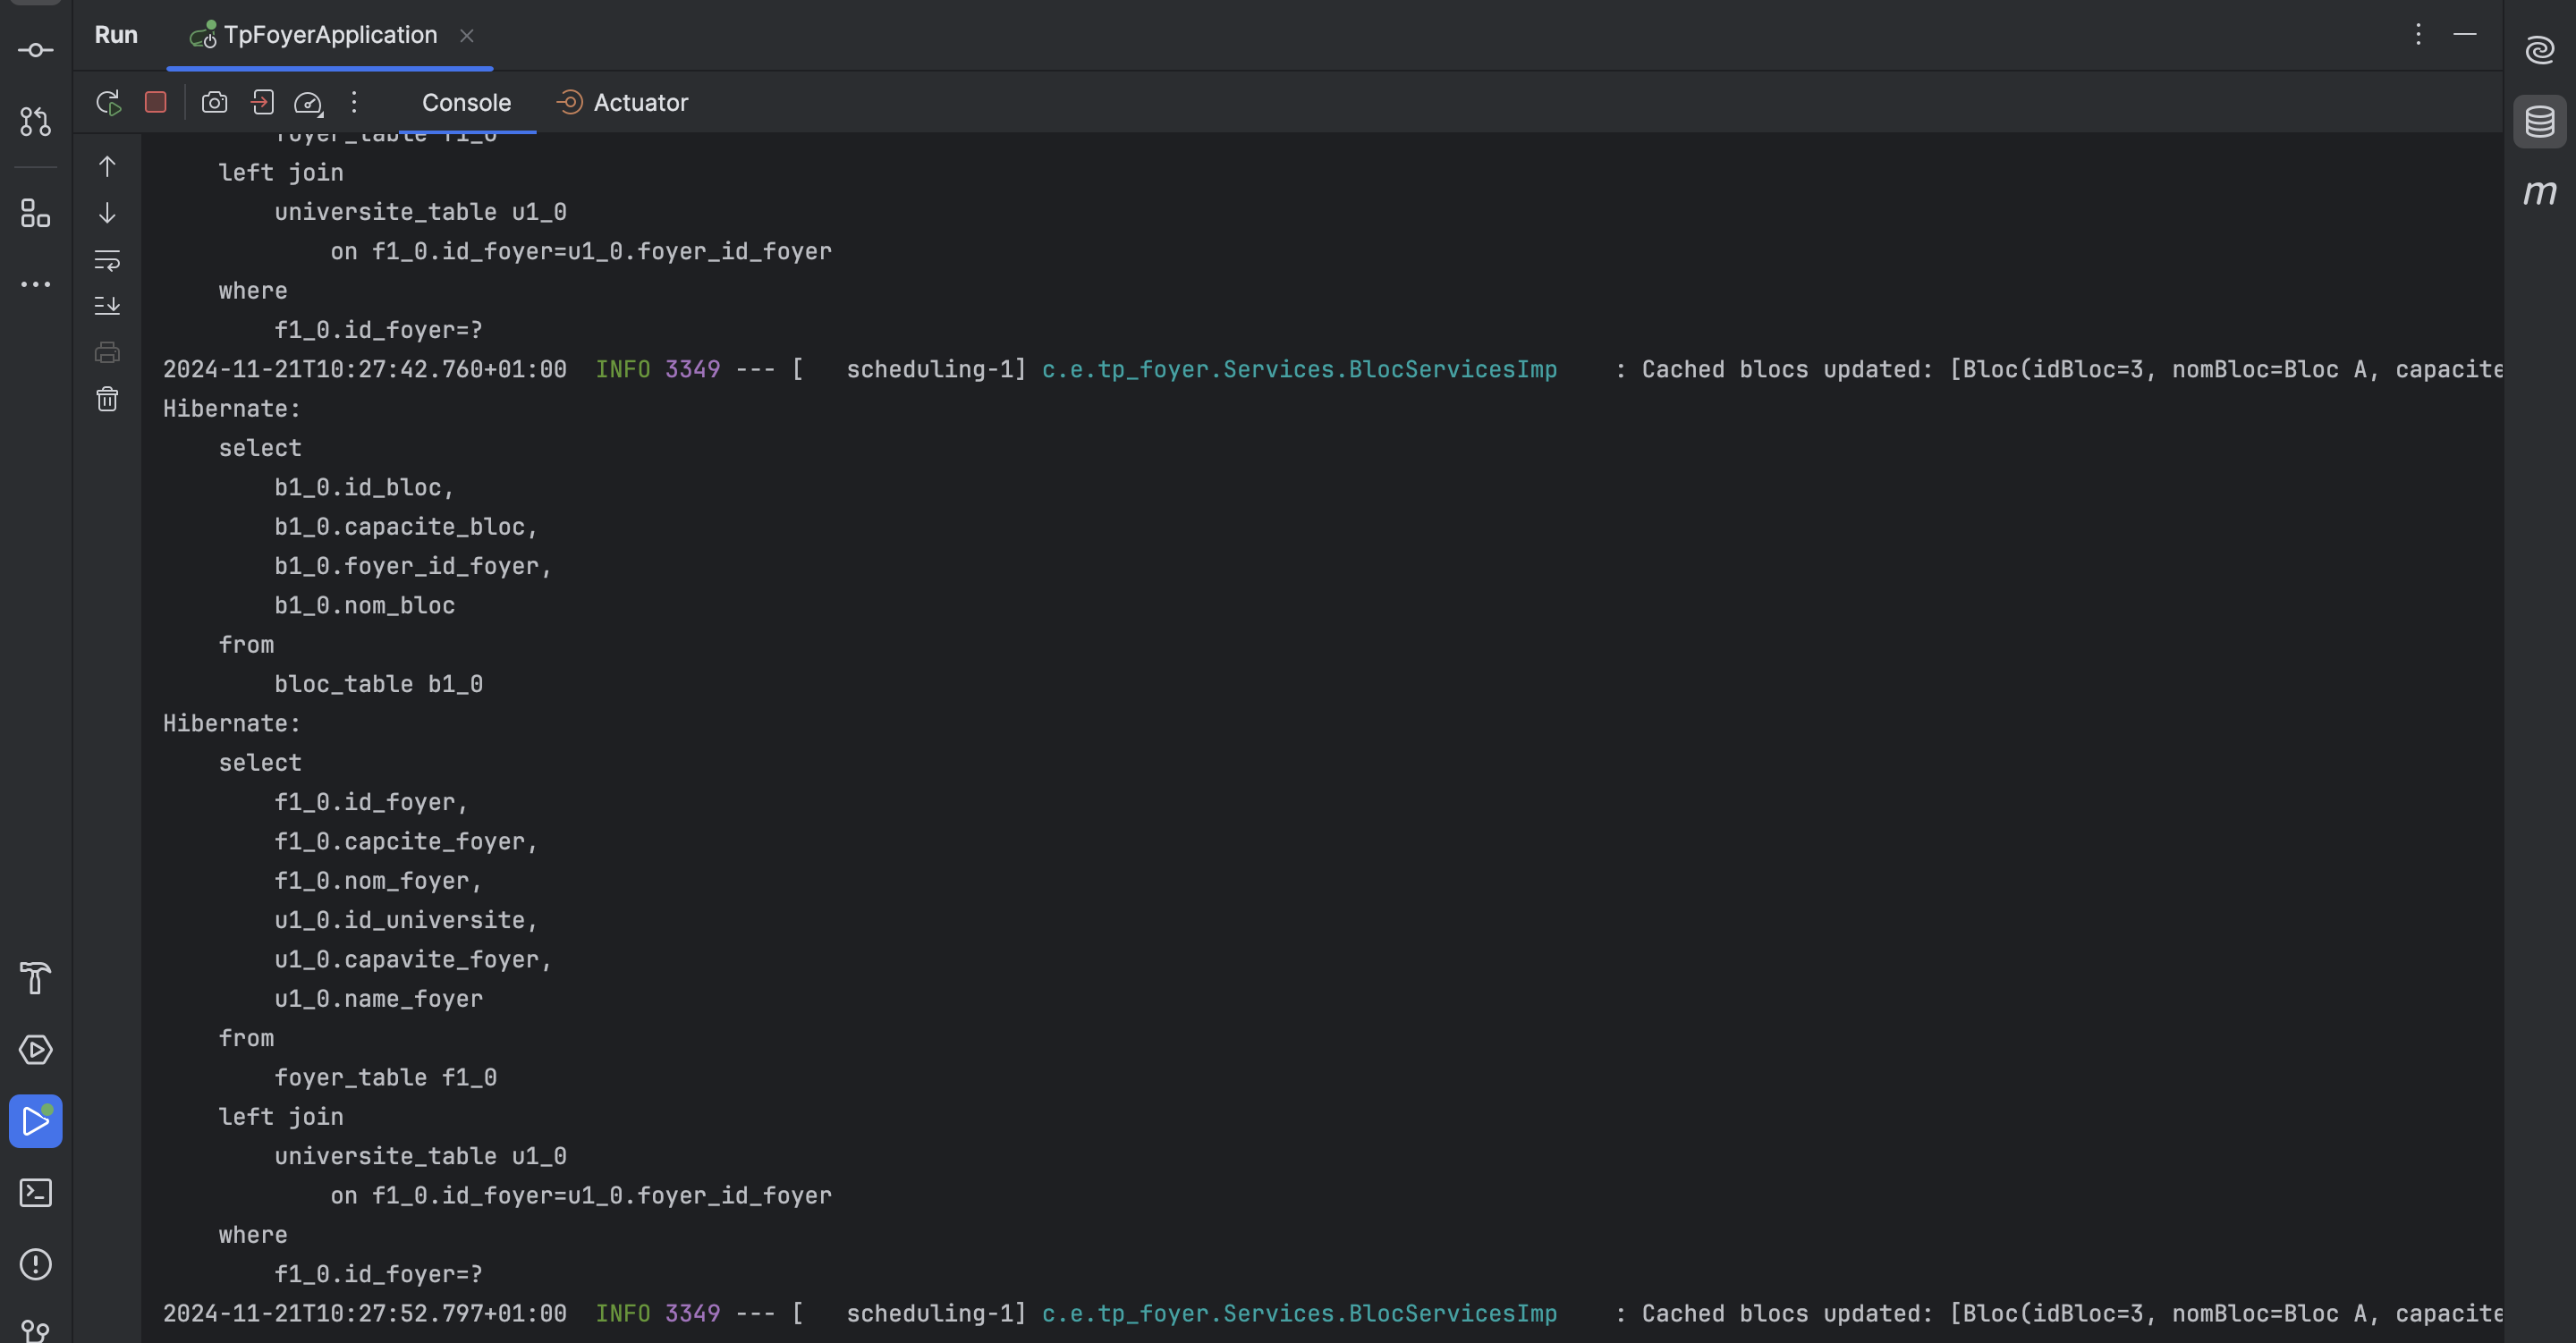 Run TpFoyerApplication
Console Actuator
foyer_table f1_0
left join
universite_table u1_0
on f1_0.id_foyer=u1_0.foyer_id_foyer
where
f1_0.id_foyer=?
2024-11-21T10:27:42.760+01:00  INFO 3349 --- [   scheduling-1] c.e.tp_foyer.Services.BlocServicesImp    : Cached blocs updated: [Bloc(idBloc=3, nomBloc=Bloc A, capacite
Hibernate:
select
b1_0.id_bloc,
b1_0.capacite_bloc,
b1_0.foyer_id_foyer,
b1_0.nom_bloc
from
bloc_table b1_0
Hibernate:
select
f1_0.id_foyer,
f1_0.capcite_foyer,
f1_0.nom_foyer,
u1_0.id_universite,
u1_0.capavite_foyer,
u1_0.name_foyer
from
foyer_table f1_0
left join
universite_table u1_0
on f1_0.id_foyer=u1_0.foyer_id_foyer
where
f1_0.id_foyer=?
2024-11-21T10:27:52.797+01:00  INFO 3349 --- [   scheduling-1] c.e.tp_foyer.Services.BlocServicesImp    : Cached blocs updated: [Bloc(idBloc=3, nomBloc=Bloc A, capacite
m